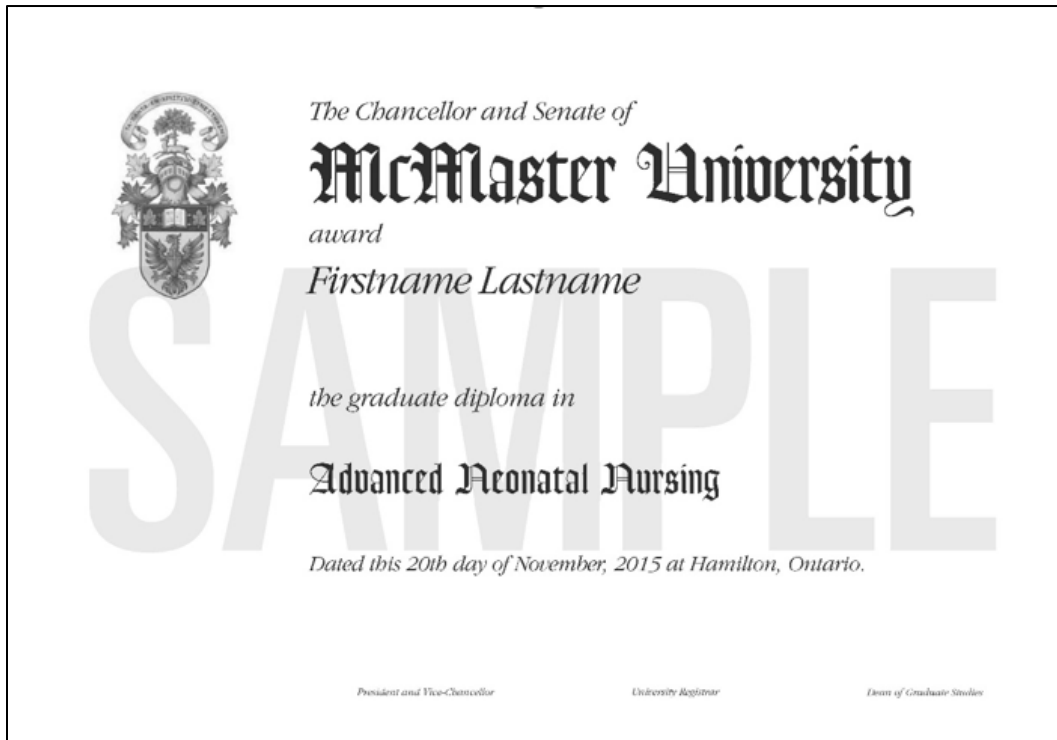 The Chancellor and Senate of
McMaster University
award
Firstname Lastname
SAMPLE
the graduate diploma in
Advanced Neonatal Nursing
Dated this 20th day of November, 2015 at Hamilton, Ontario.
President and Vice-Chancellor University Registrar Dean of Graduate Studies